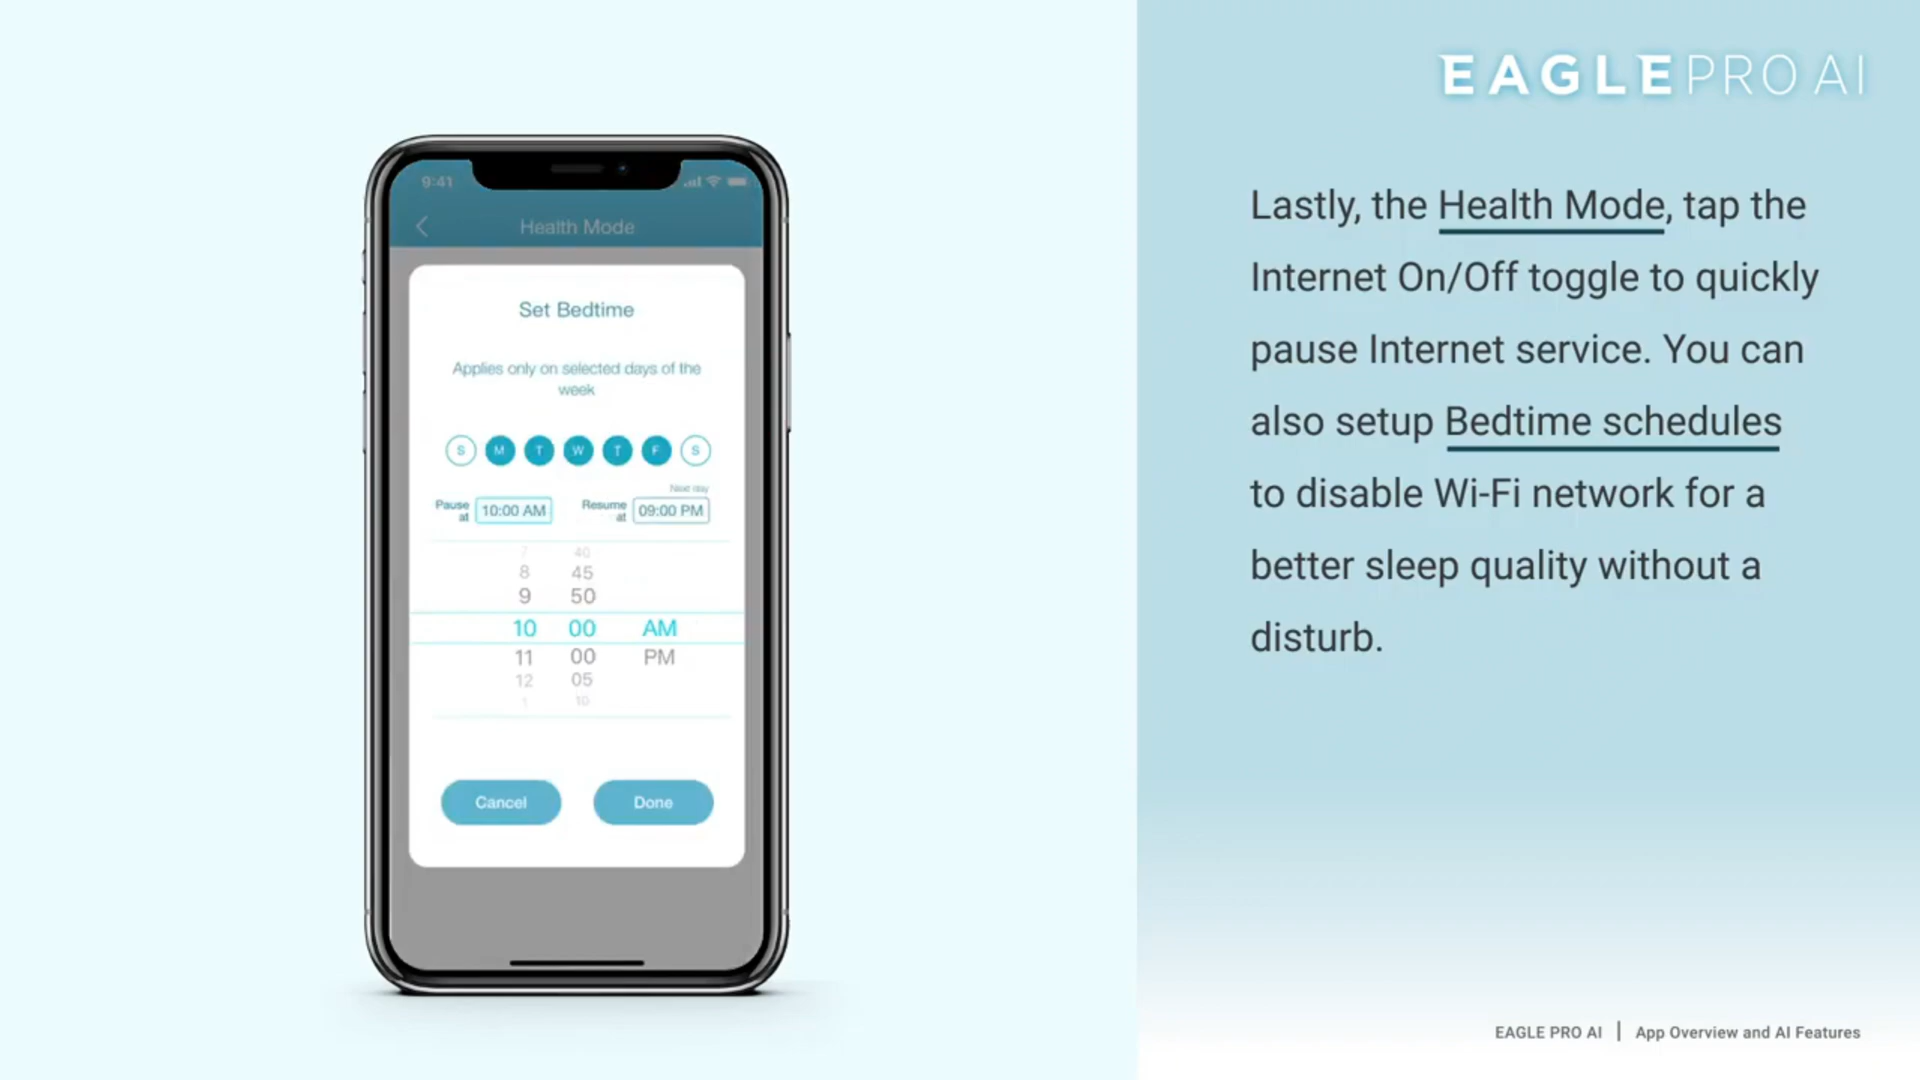 EAGLE PRO AI
9:41
Health Mode
Set Bedtime
Applies only on selected days of the
week
S M T W T F S
Next day
Pause at 10:00 AM Resume at 09:00 PM
7 40
8 45
9 50
10 00 AM
11 00 PM
12 05
1 10
Cancel Done
Lastly, the Health Mode, tap the
Internet On/Off toggle to quickly
pause Internet service. You can
also setup Bedtime schedules
to disable Wi-Fi network for a
better sleep quality without a
disturb.
EAGLE PRO AI | App Overview and AI Features